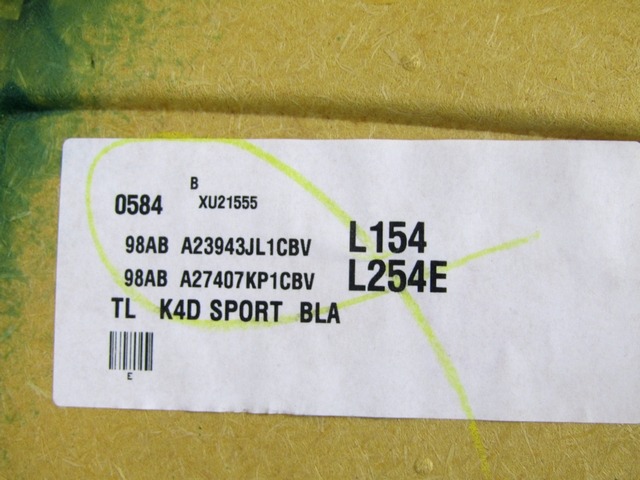 B
0584 XU21555
98AB A23943JL1CBV L154
98AB A27407KP1CBV L254E
TL K4D SPORT BLA
E